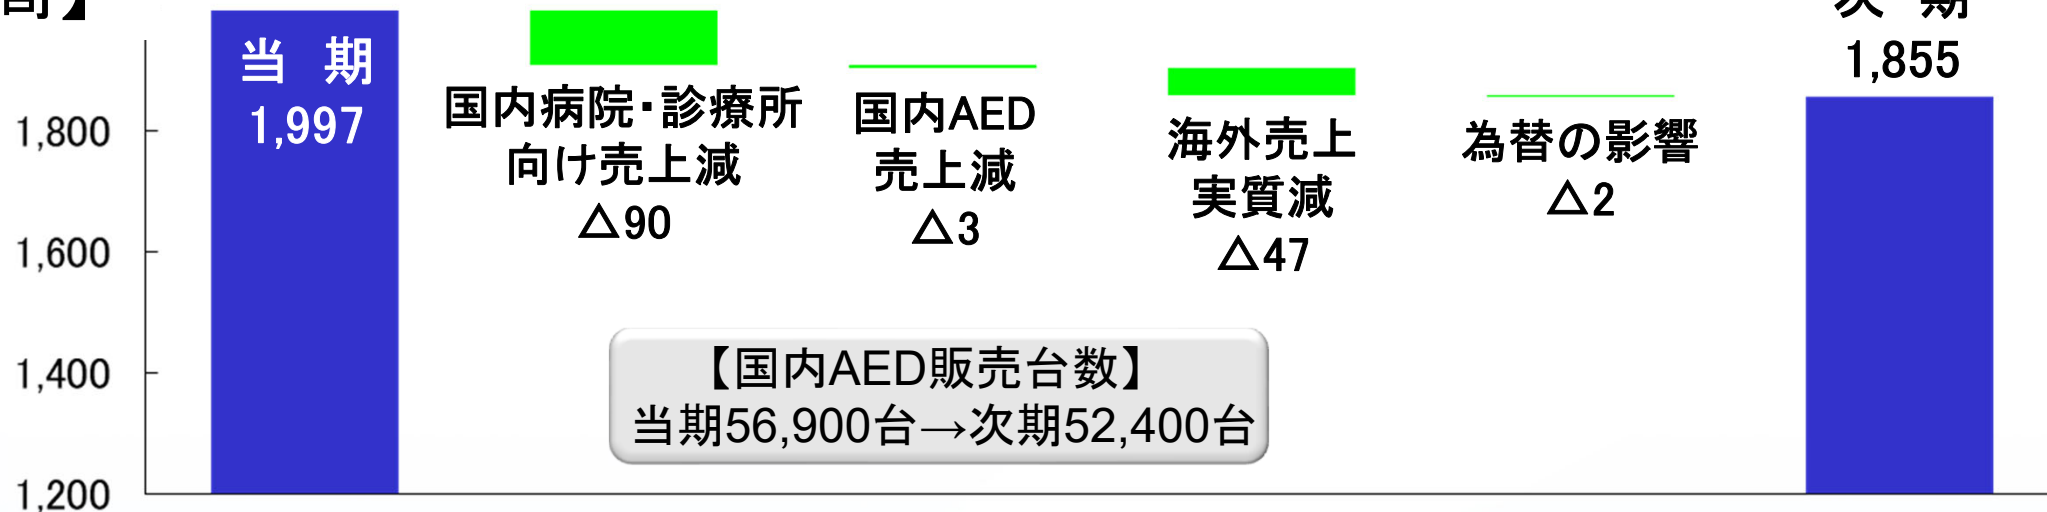 当 期
1,997
国内病院・診療所
向け売上減
△90
国内AED
売上減
△3
海外売上
実質減
△47
為替の影響
△2
次 期
1,855
1,800
1,600
1,400
1,200
【国内AED販売台数】
当期56,900台→次期52,400台